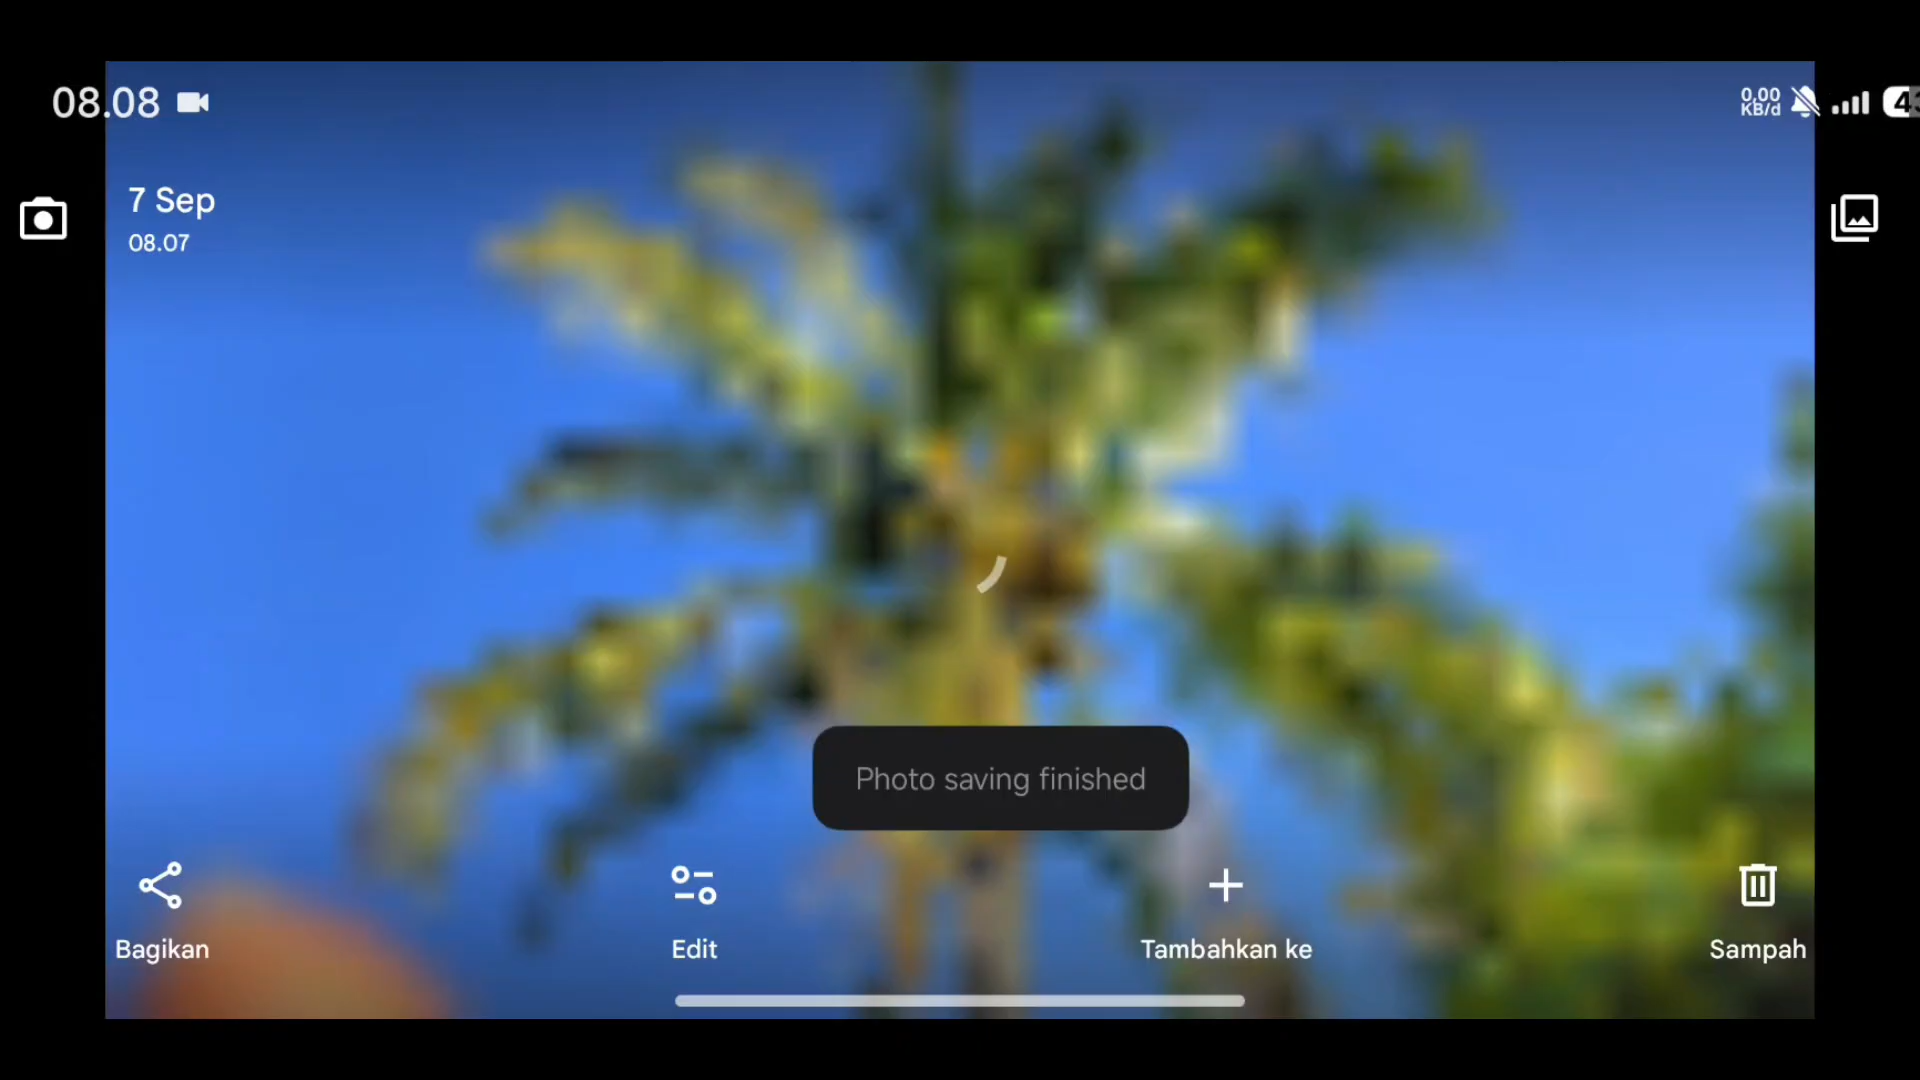 08.08
0,00
KB/d
7 Sep
08.07
Photo saving finished
Bagikan
Edit
Tambahkan ke
Sampah